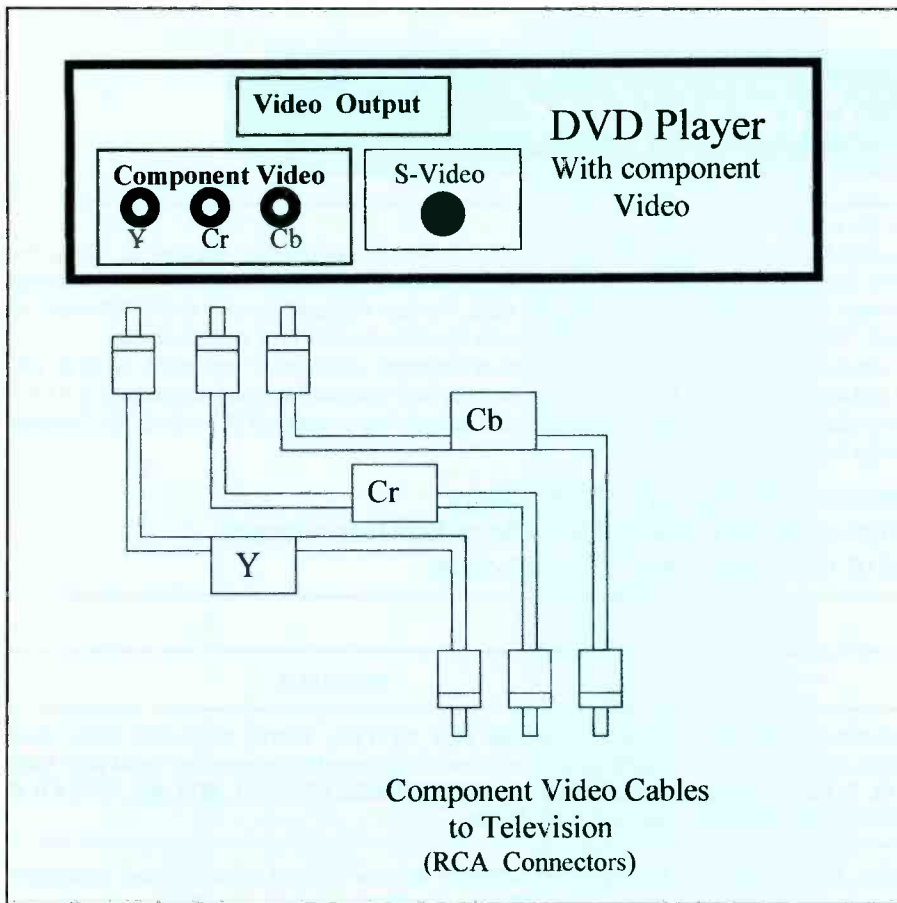 Video Output
DVD Player
With component
Video
Component Video
Y Cr Cb
S-Video
Cb
Cr
Y
Component Video Cables
to Television
(RCA Connectors)